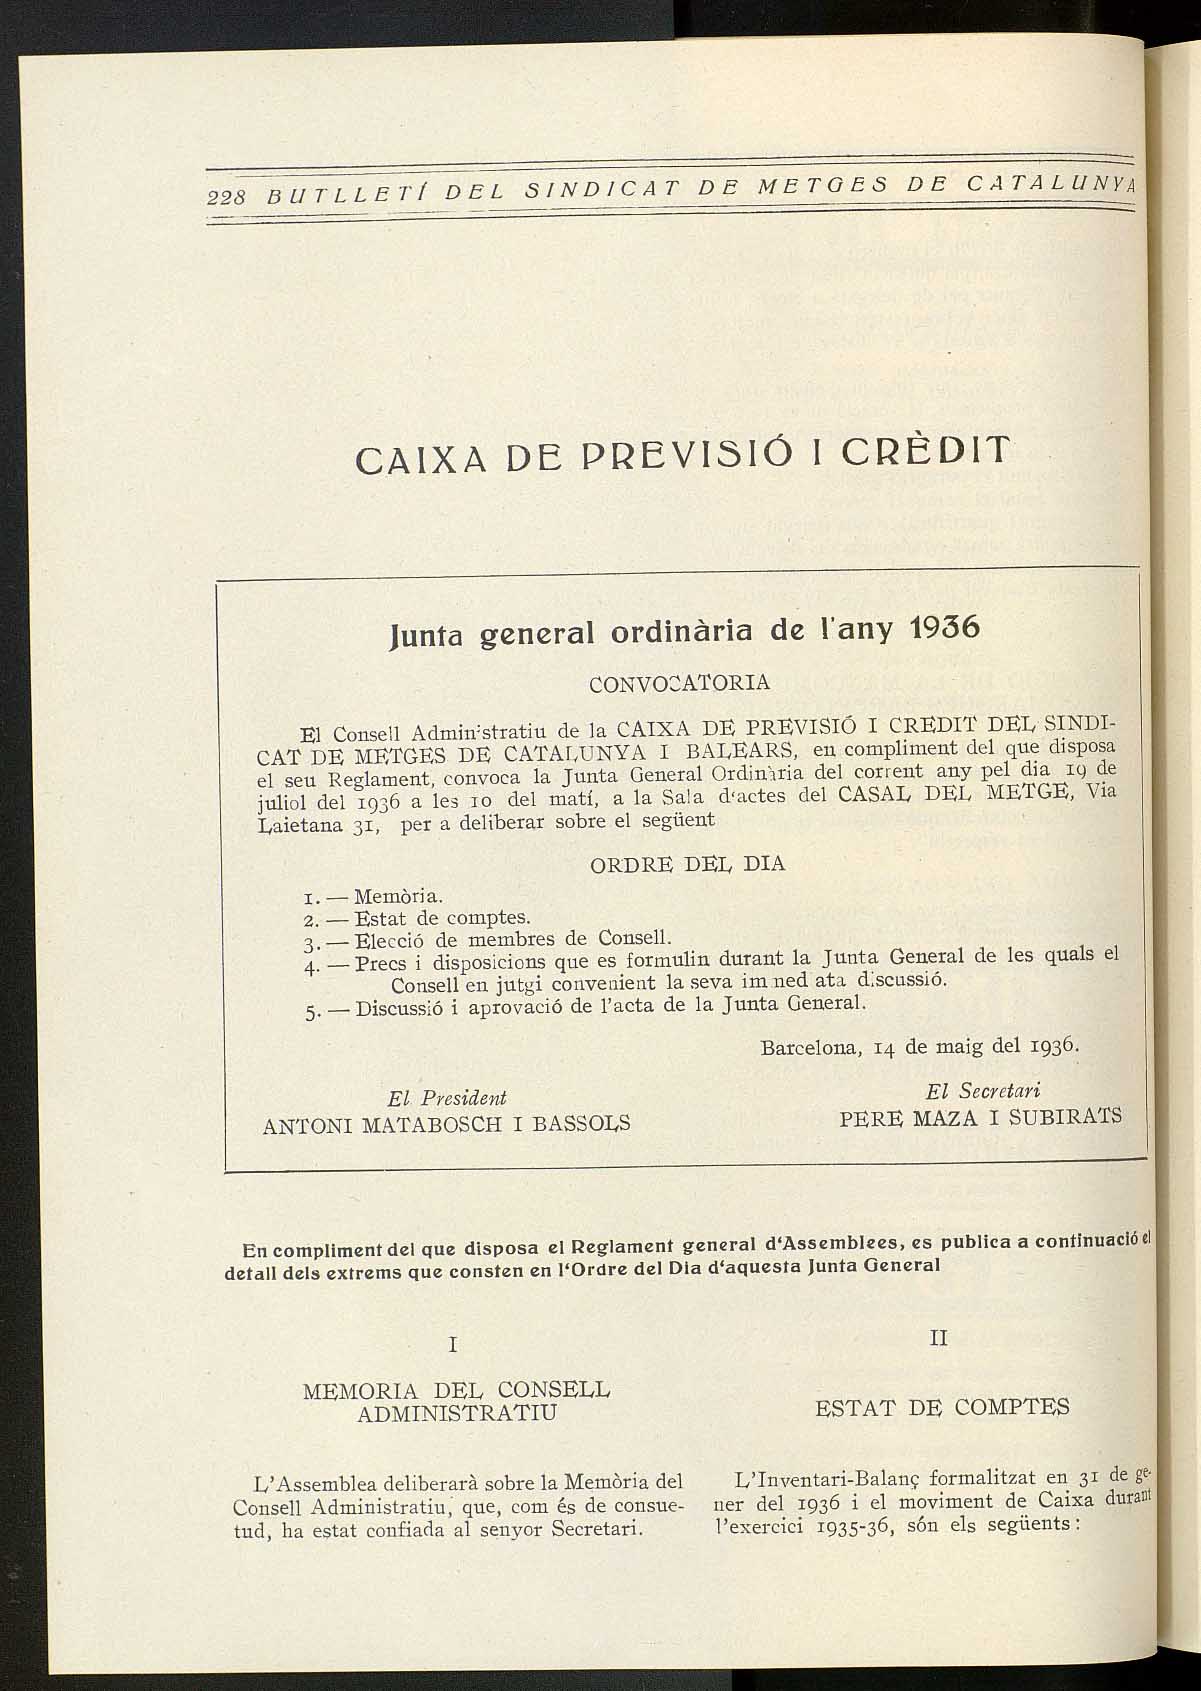 228 BUTLLETÍ DEL SINDICAT DE METGES DE CATALUNYA
CAIXA DE PREVISIÓ I CRÈDIT
Junta general ordinària de l'any 1936
CONVOCATORIA
El Consell Administratiu de la CAIXA DE PREVISIÓ I CREDIT DEL SINDI-
CAT DE METGES DE CATALUNYA I BALEARS, en compliment del que disposa
el seu Reglament, convoca la Junta General Ordinària del corrent any pel dia 19 de
juliol del 1936 a les 10 del matí, a la Sala d'actes del CASAL DEL METGE, Via
Laietana 31, per a deliberar sobre el següent
ORDRE DEL DIA
1. — Memòria.
2. — Estat de comptes.
3. — Elecció de membres de Consell.
4. — Precs i disposicions que es formulin durant la Junta General de les quals el
Consell en jutgi convenient la seva immediata discussió.
5. — Discussió i aprovació de l'acta de la Junta General.
Barcelona, 14 de maig del 1936.
El President
ANTONI MATABOSCH I BASSOLS
El Secretari
PERE MAZA I SUBIRATS
En compliment del que disposa el Reglament general d'Assemblees, es publica a continuació el
detall dels extrems que consten en l'Ordre del Dia d'aquesta Junta General
I
MEMORIA DEL CONSELL
ADMINISTRATIU
L'Assemblea deliberarà sobre la Memòria del
Consell Administratiu, que, com és de consue-
tud, ha estat confiada al senyor Secretari.
II
ESTAT DE COMPTES
L'Inventari-Balanç formalitzat en 31 de ge-
ner del 1936 i el moviment de Caixa durant
l'exercici 1935-36, són els següents: